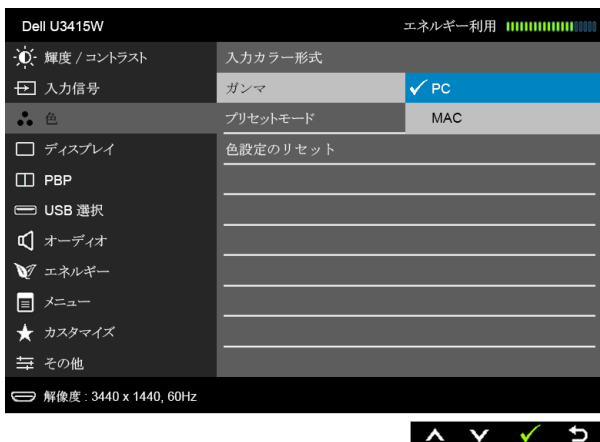 Dell U3415W
エネルギー利用
輝度 / コントラスト
入力カラー形式
入力信号
ガンマ
PC
色
プリセットモード
MAC
ディスプレイ
色設定のリセット
PBP
USB 選択
オーディオ
エネルギー
メニュー
カスタマイズ
その他
解像度 : 3440 x 1440, 60Hz